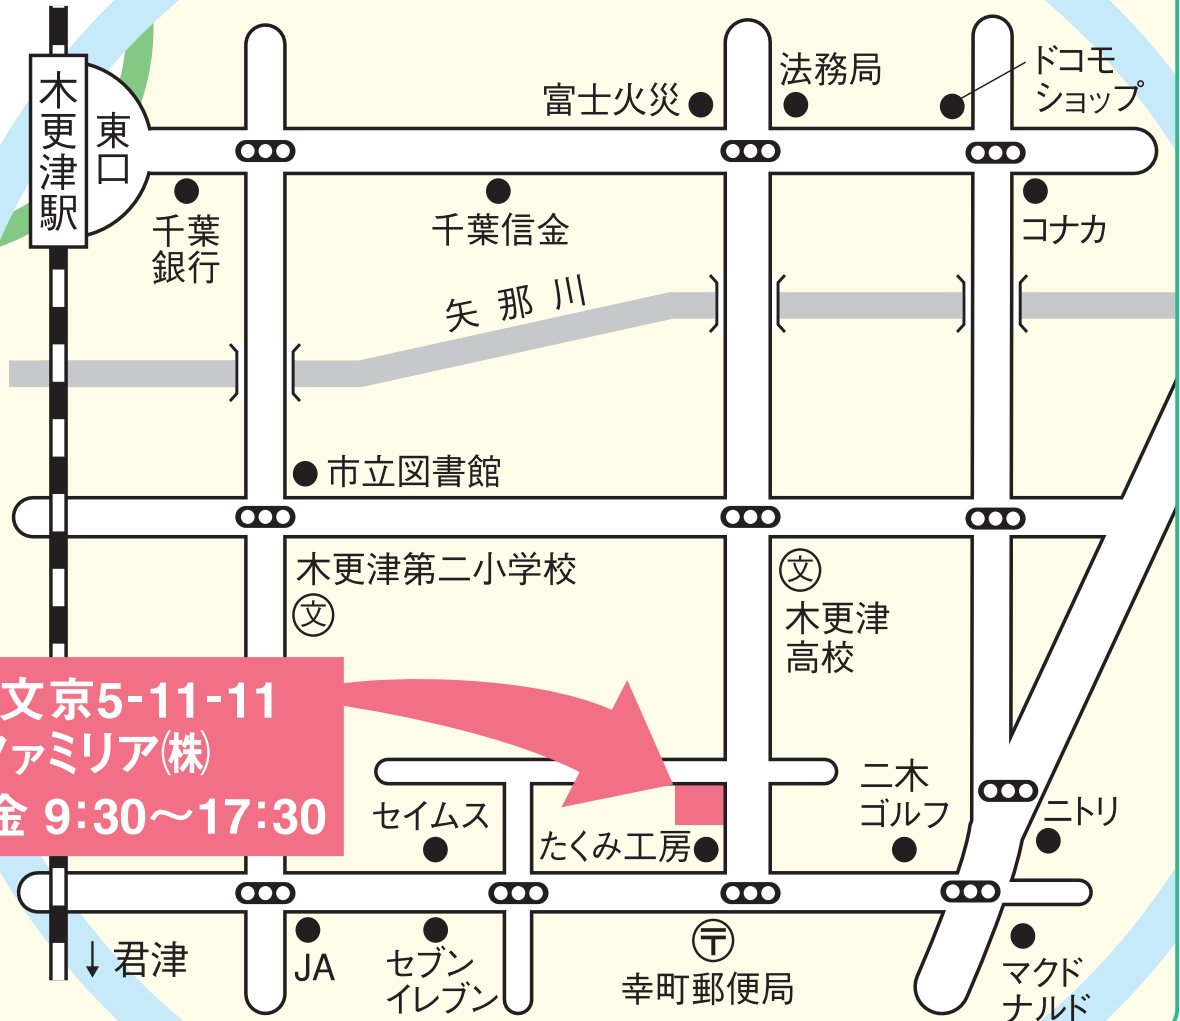 木更津駅
東口
富士火災
法務局
ドコモ
ショップ
千葉
銀行
千葉信金
コナカ
矢那川
市立図書館
木更津第二小学校
文
文
木更津
高校
文京5-11-11
ファミリア㈱
金 9:30〜17:30
セイムス
たくみ工房
二木
ゴルフ
ニトリ
↓君津
JA
セブン
イレブン
〒
幸町郵便局
マクド
ナルド